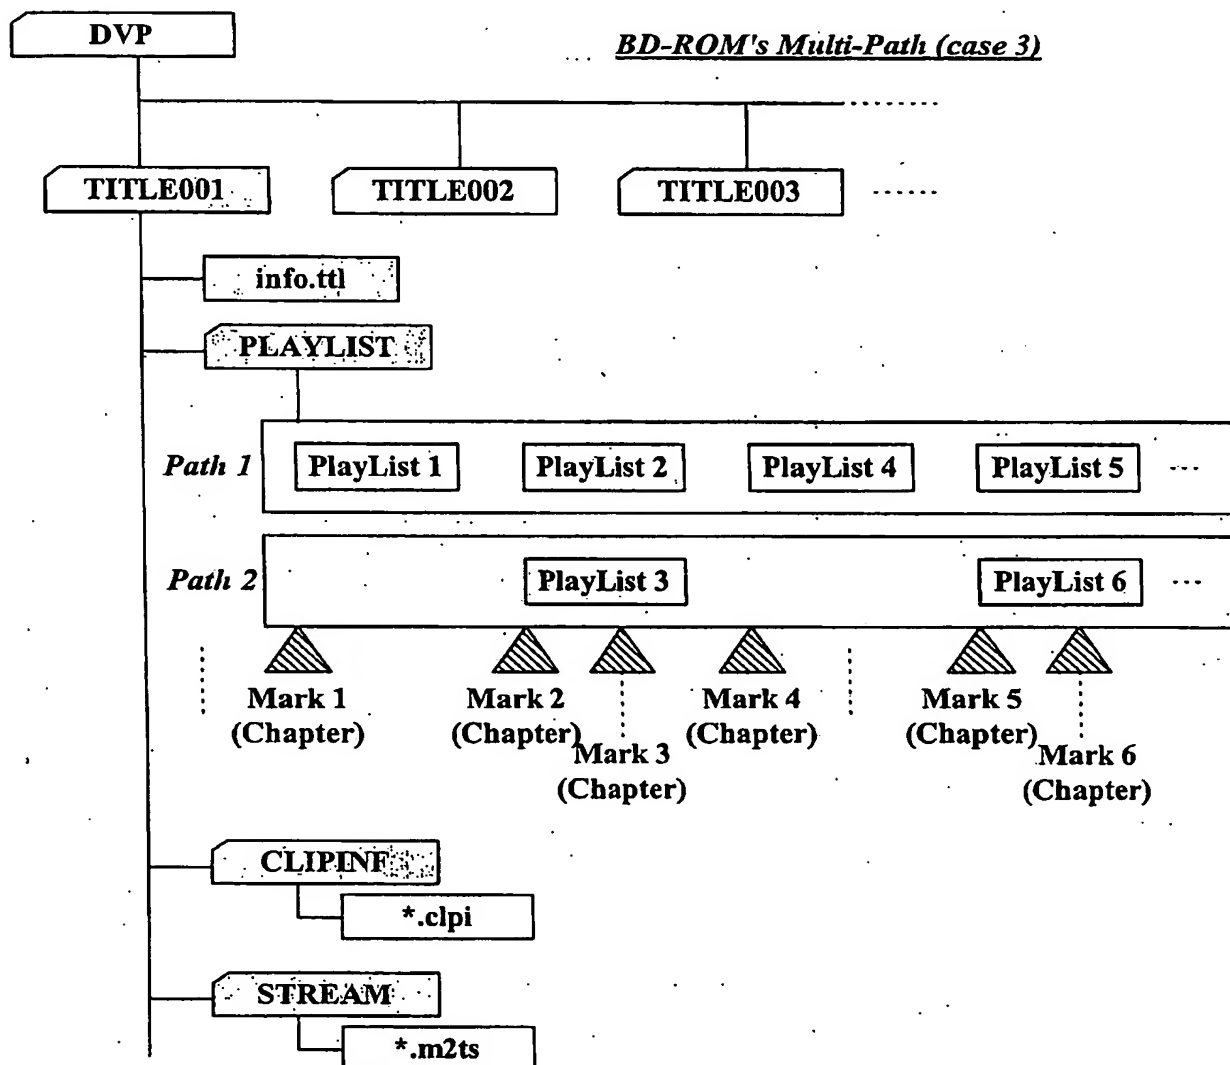 DVP
BD-ROM's Multi-Path (case 3)
TITLE001
TITLE002
TITLE003
info.ttl
PLAYLIST
Path 1
PlayList 1
PlayList 2
PlayList 4
PlayList 5
Path 2
PlayList 3
PlayList 6
Mark 1
(Chapter)
Mark 2
(Chapter)
Mark 3
(Chapter)
Mark 4
(Chapter)
Mark 5
(Chapter)
Mark 6
(Chapter)
CLIPINF
*.clpi
STREAM
*.m2ts